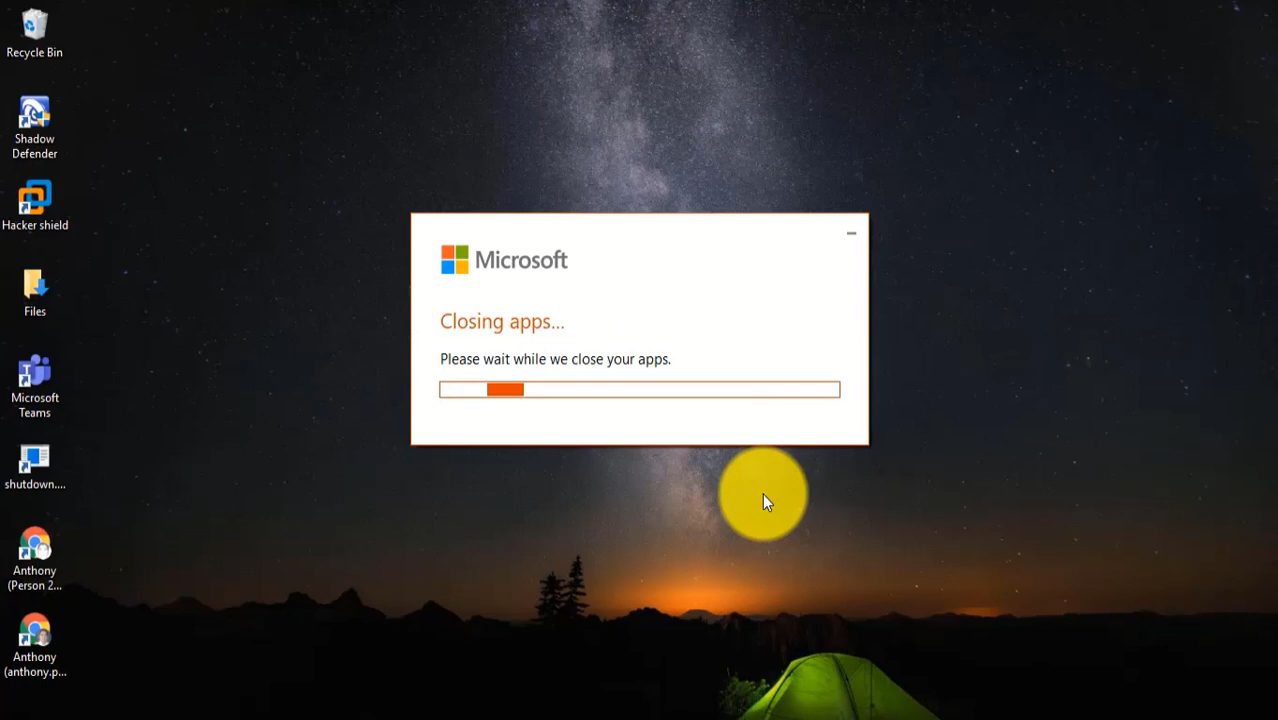 Recycle Bin
Shadow
Defender
Hacker shield
Files
Microsoft
Teams
shutdown....
Anthony
(Person 2...
Anthony
(anthony.p...
Microsoft
Closing apps...
Please wait while we close your apps.